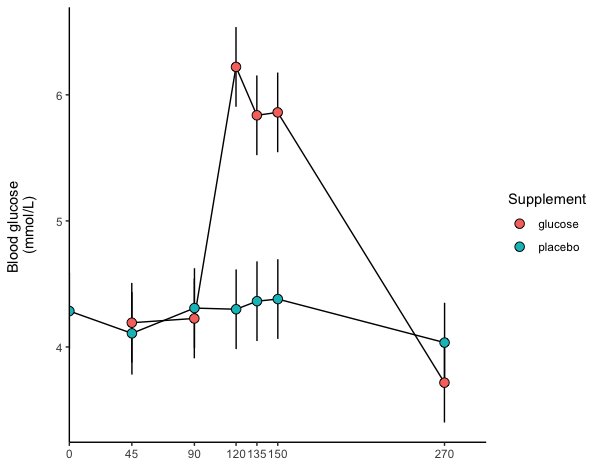 Blood glucose
(mmol/L)
6
5
4
0 45 90 120 135 150 270
Supplement
glucose
placebo